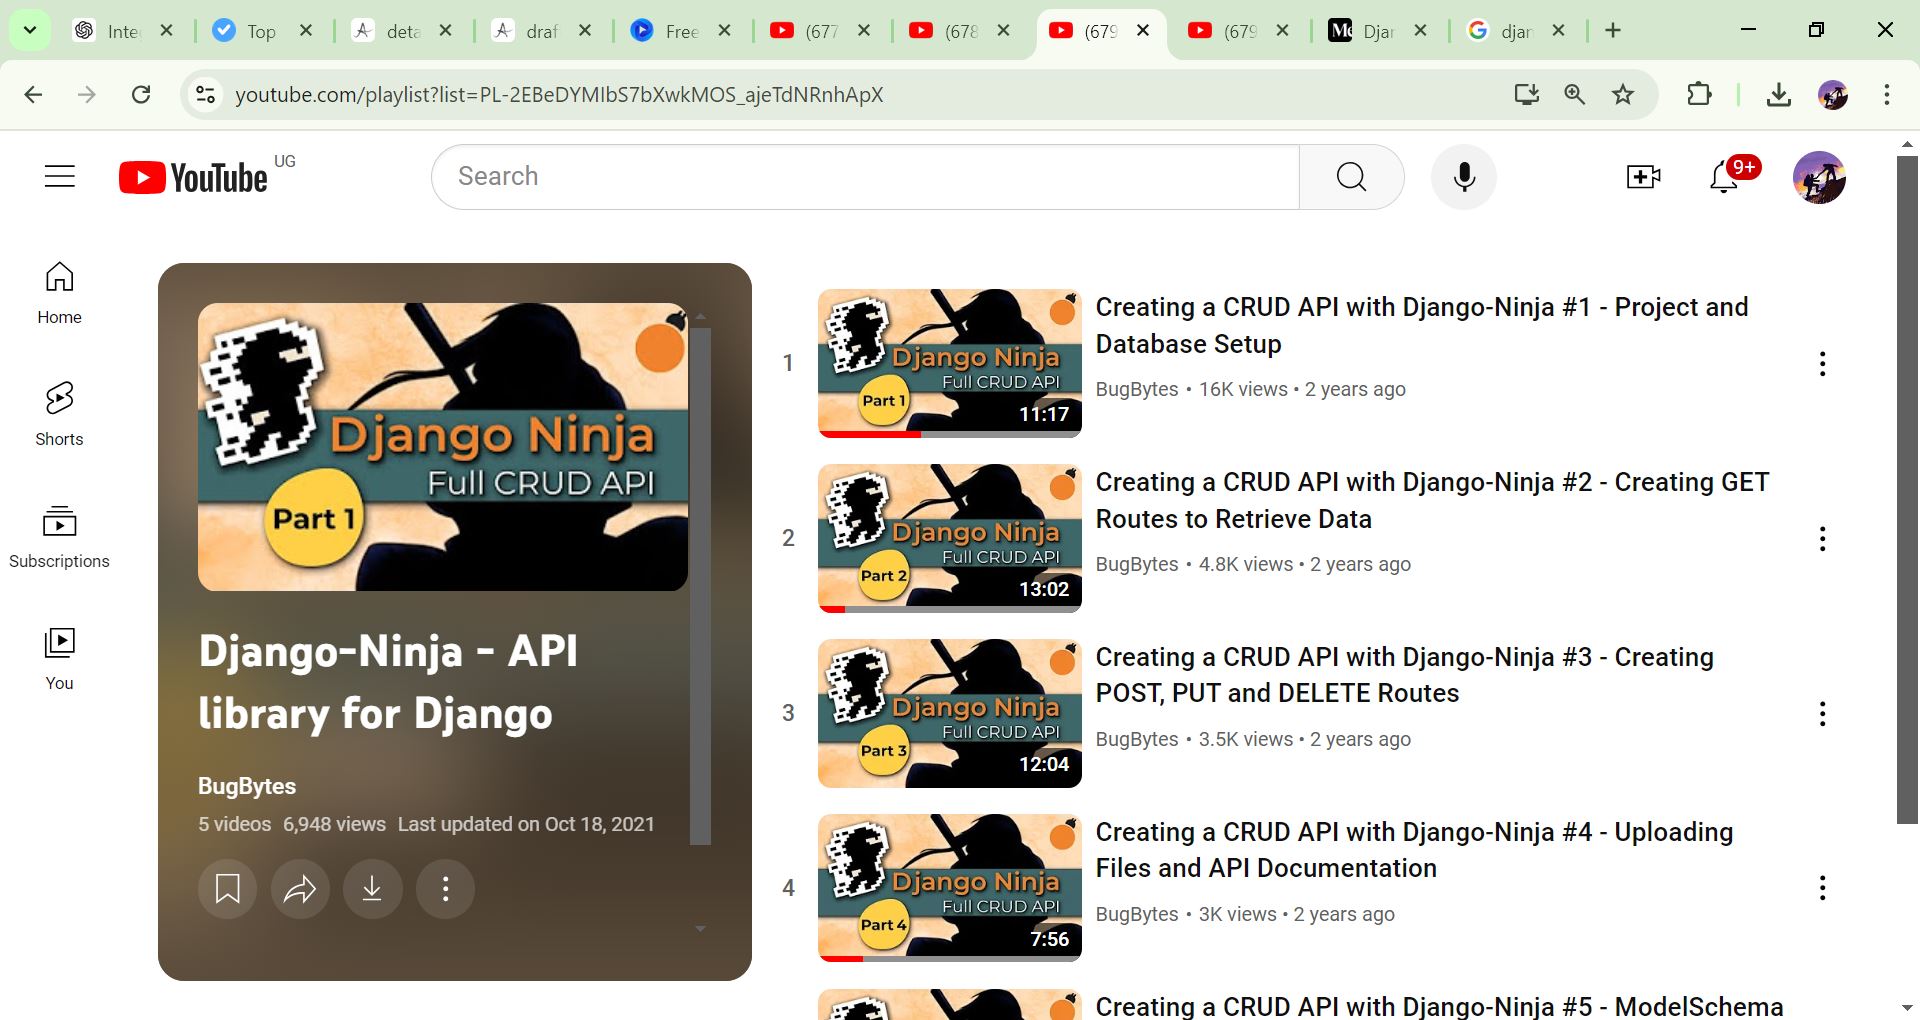 Inte
Top
deta
draf
Free
(677
(678
(679
(679
Djan
djan
youtube.com/playlist?list=PL-2EBeDYMIbS7bXwkMOS_ajeTdNRnhApX
YouTube UG
Search
9+
Home
Shorts
Subscriptions
You
Django Ninja
Full CRUD API
Part 1
Django-Ninja - API
library for Django
BugBytes
5 videos 6,948 views Last updated on Oct 18, 2021
1
Django Ninja
Full CRUD API
Part 1
11:17
Creating a CRUD API with Django-Ninja #1 - Project and
Database Setup
BugBytes • 16K views • 2 years ago
2
Django Ninja
Full CRUD API
Part 2
13:02
Creating a CRUD API with Django-Ninja #2 - Creating GET
Routes to Retrieve Data
BugBytes • 4.8K views • 2 years ago
3
Django Ninja
Full CRUD API
Part 3
12:04
Creating a CRUD API with Django-Ninja #3 - Creating
POST, PUT and DELETE Routes
BugBytes • 3.5K views • 2 years ago
4
Django Ninja
Full CRUD API
Part 4
7:56
Creating a CRUD API with Django-Ninja #4 - Uploading
Files and API Documentation
BugBytes • 3K views • 2 years ago
Creating a CRUD API with Django-Ninja #5 - ModelSchema